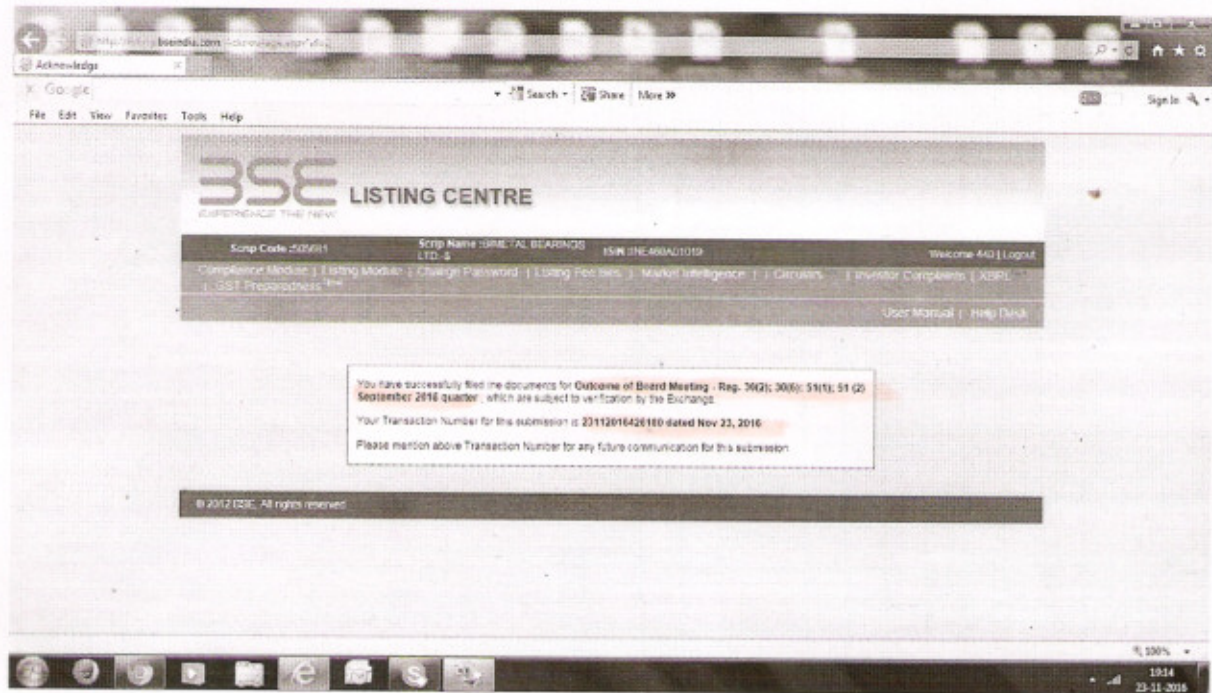 Acknowledge
Google
Search
Share
More »
Sign In
File Edit View Favorites Tools Help
BSE
EXPERIENCE THE NEW
LISTING CENTRE
Scrip Code :505681
Scrip Name :BIMETAL BEARINGS LTD.-$
ISIN :INE469A01019
Welcome 440 | Logout
Compliance Module | Listing Module | Change Password | Listing Fee | Market Intelligence | | Circulars | Investor Complaints | XBRL
| GST Preparedness New
User Manual | Help Desk
You have successfully filed the documents for Outcome of Board Meeting - Reg. 30(2); 30(6); 51(1); 51 (2)
September 2016 quarter , which are subject to verification by the Exchange.
Your Transaction Number for this submission is dated Nov 23, 2016
Please mention above Transaction Number for any future communication for this submission
© 2012 BSE, All rights reserved
100%
19:14
23-11-2016